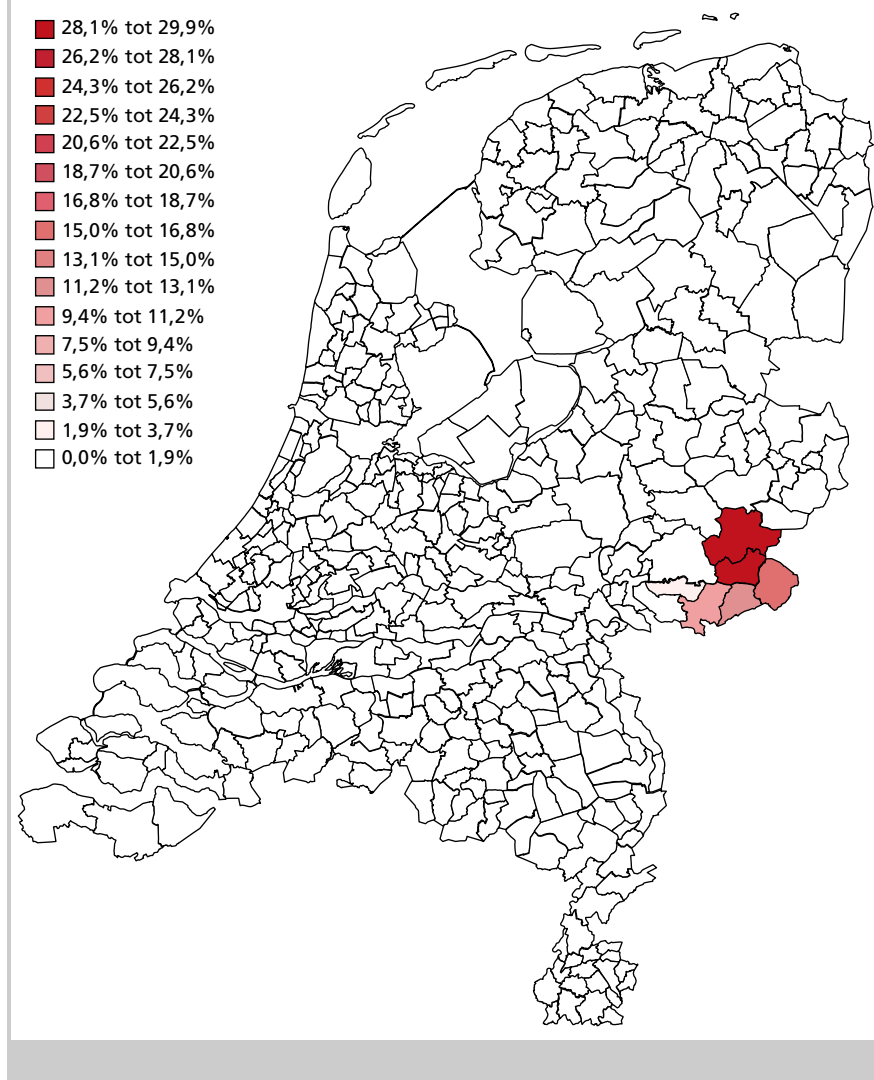 28,1% tot 29,9%
26,2% tot 28,1%
24,3% tot 26,2%
22,5% tot 24,3%
20,6% tot 22,5%
18,7% tot 20,6%
16,8% tot 18,7%
15,0% tot 16,8%
13,1% tot 15,0%
11,2% tot 13,1%
9,4% tot 11,2%
7,5% tot 9,4%
5,6% tot 7,5%
3,7% tot 5,6%
1,9% tot 3,7%
0,0% tot 1,9%